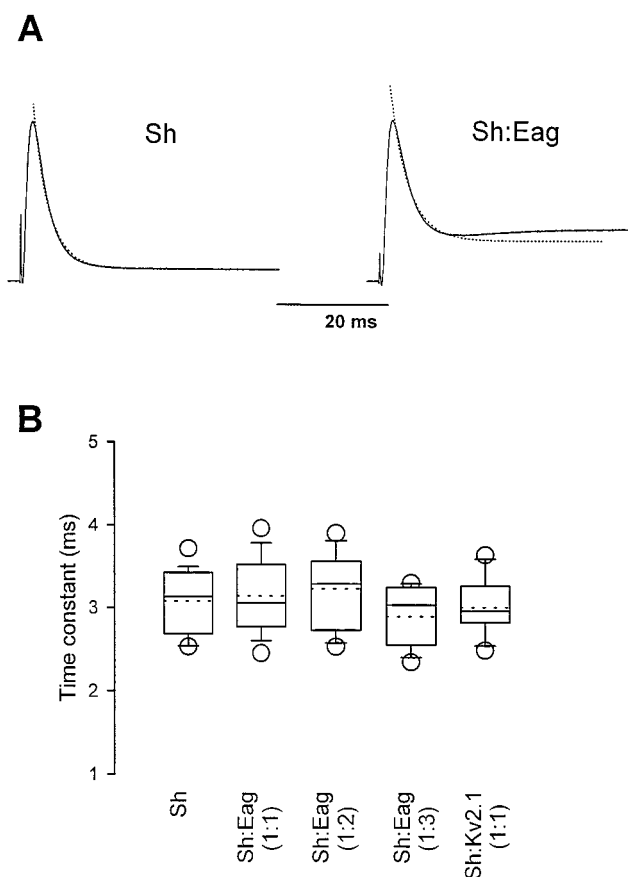 A
Sh
Sh:Eag
20 ms
B
Time constant (ms)
5
4
3
2
1
Sh
Sh:Eag
(1:1)
Sh:Eag
(1:2)
Sh:Eag
(1:3)
Sh:Kv2.1
(1:1)